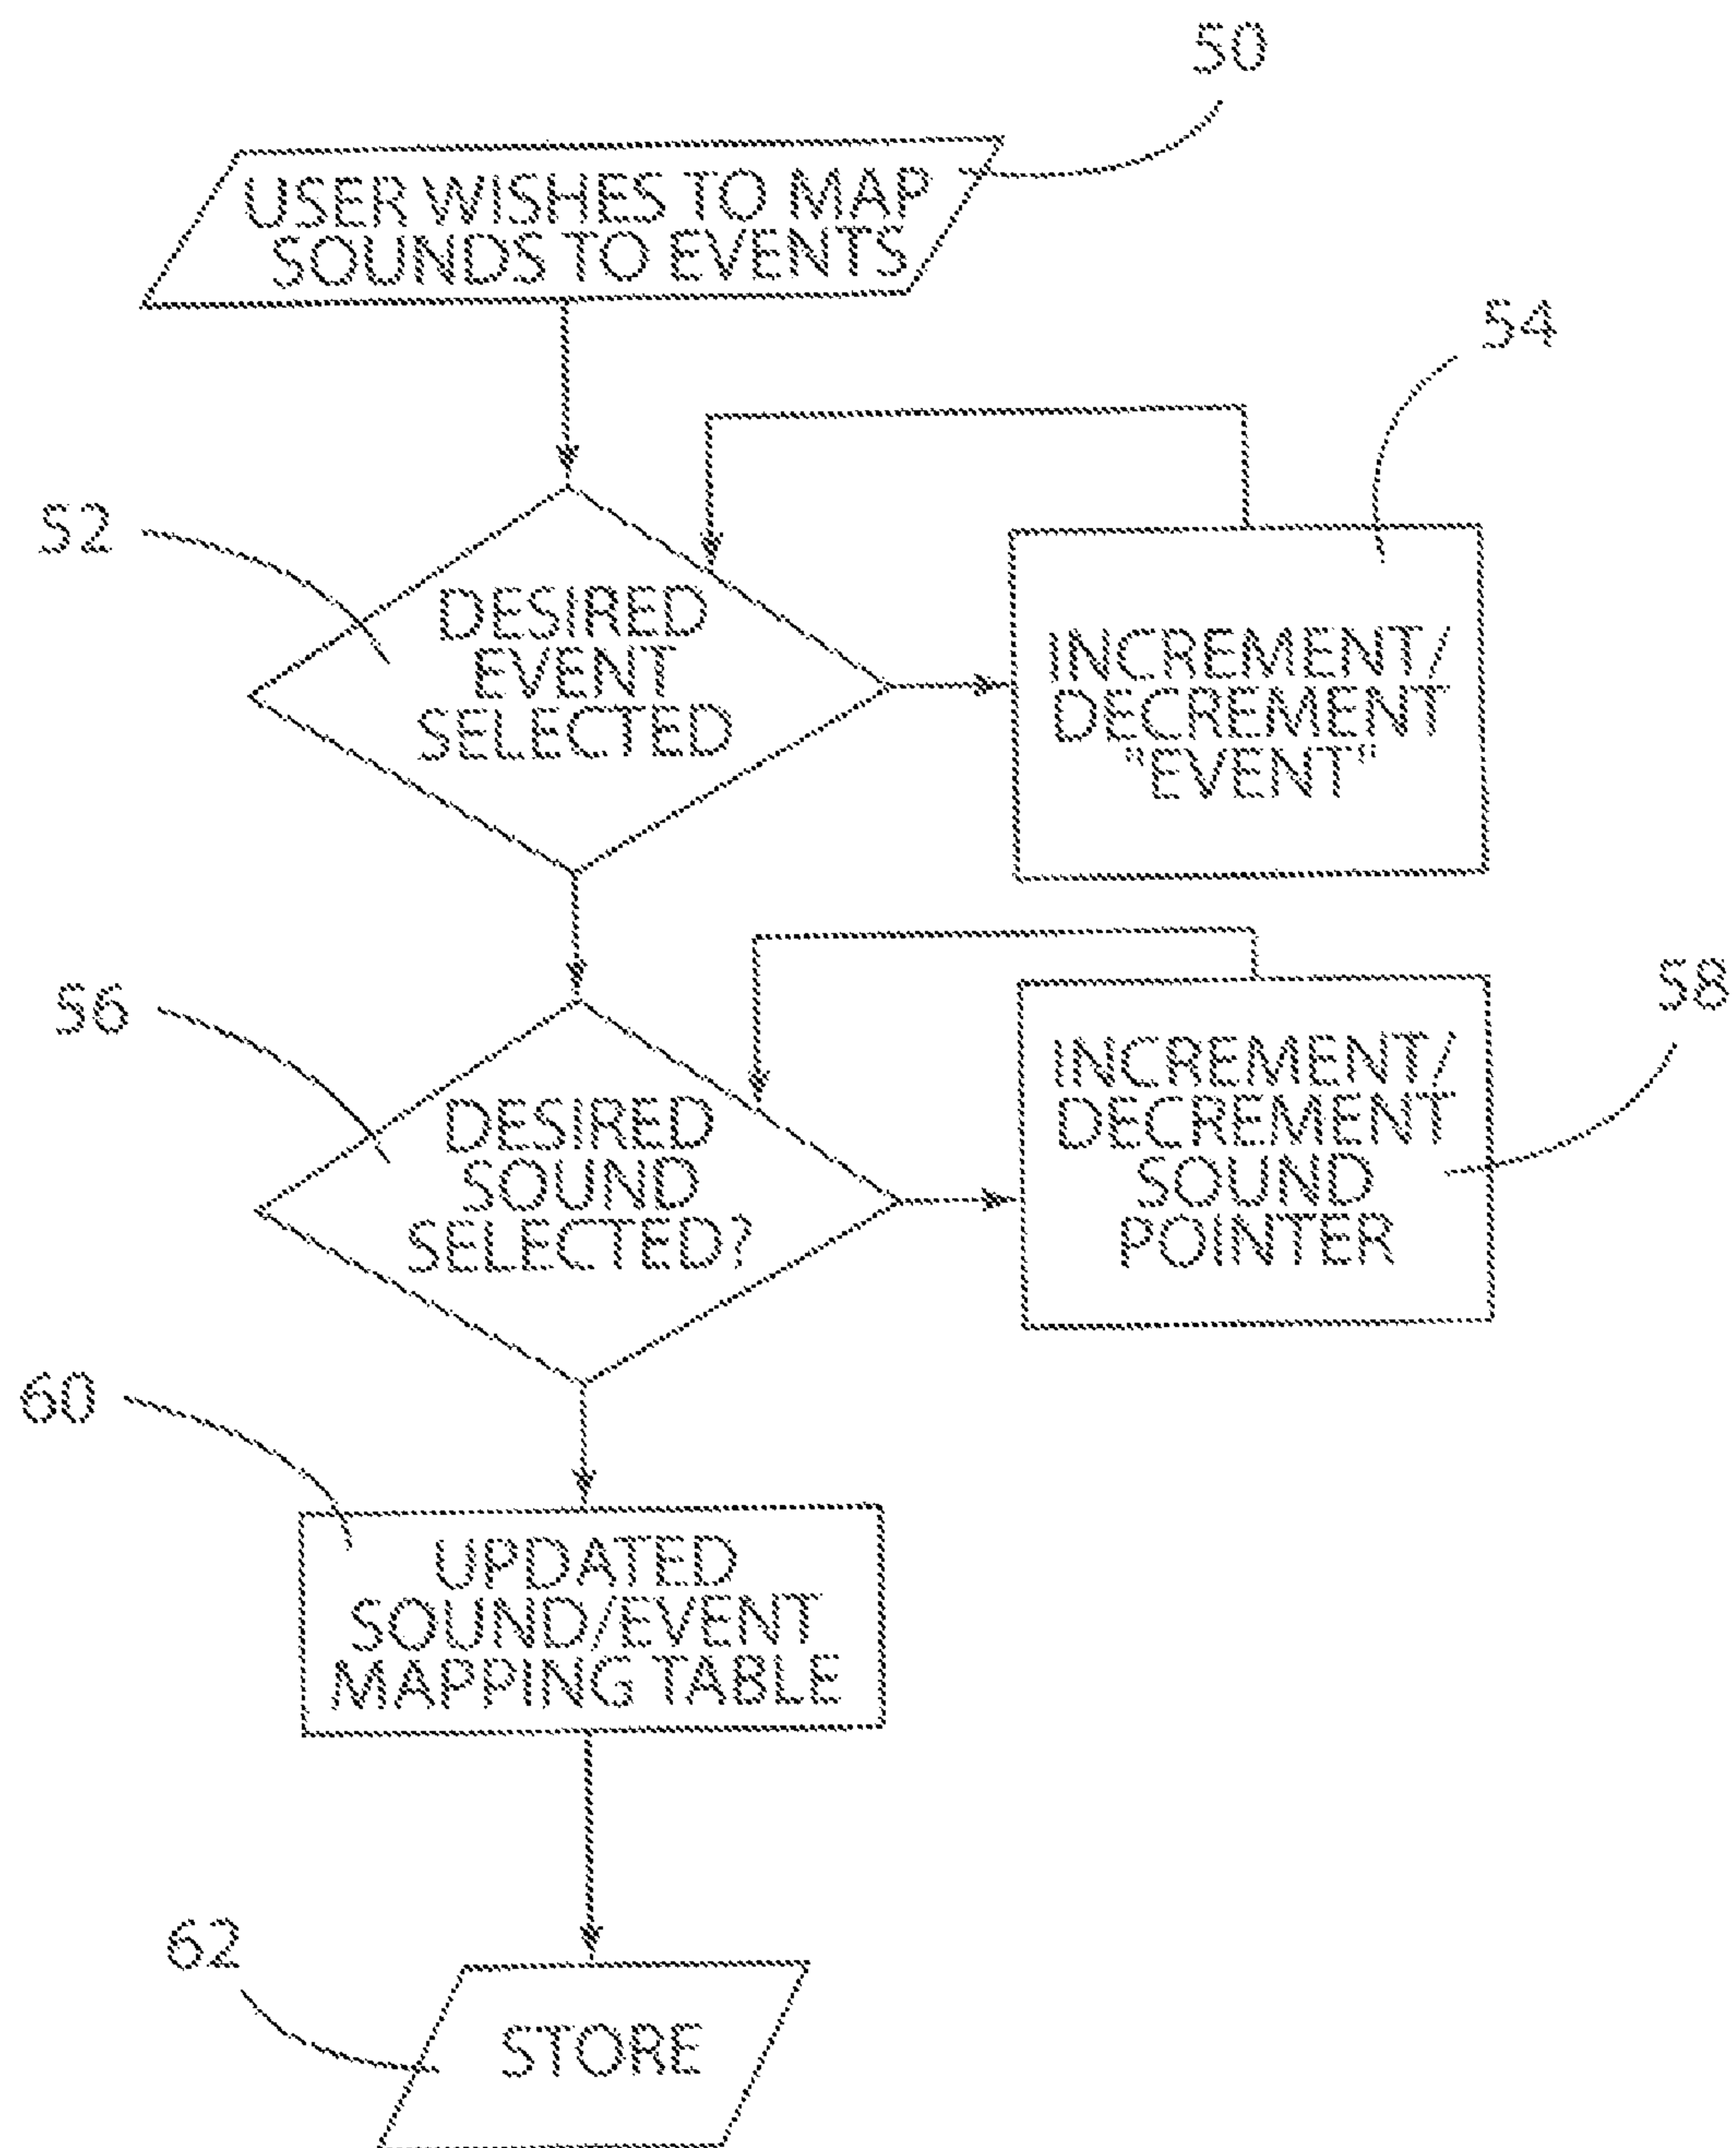 50
USER WISHES TO MAP
SOUNDS TO EVENTS
54
52
DESIRED
EVENT
SELECTED
INCREMENT/
DECREMENT
"EVENT"
56
58
DESIRED
SOUND
SELECTED?
INCREMENT/
DECREMENT
SOUND
POINTER
60
UPDATED
SOUND/EVENT
MAPPING TABLE
62
STORE